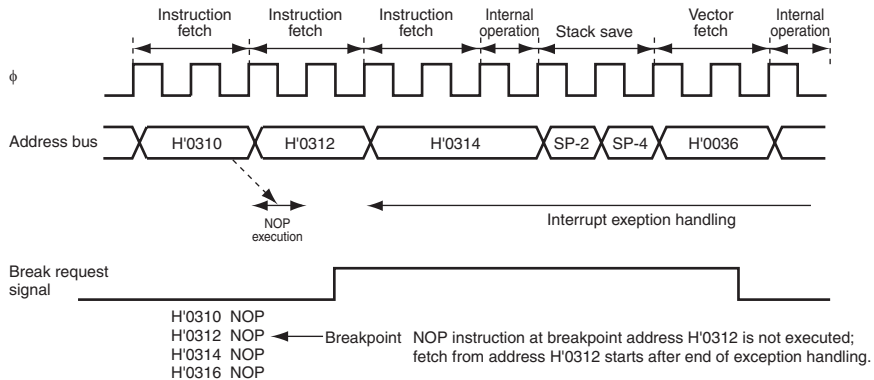 Instruction fetch
Instruction fetch
Instruction fetch
Internal operation
Stack save
Vector fetch
Internal operation
φ
Address bus
H'0310
H'0312
H'0314
SP-2
SP-4
H'0036
NOP execution
Interrupt exeption handling
Break request signal
H'0310 NOP
H'0312 NOP
H'0314 NOP
H'0316 NOP
Breakpoint
NOP instruction at breakpoint address H'0312 is not executed;
fetch from address H'0312 starts after end of exception handling.